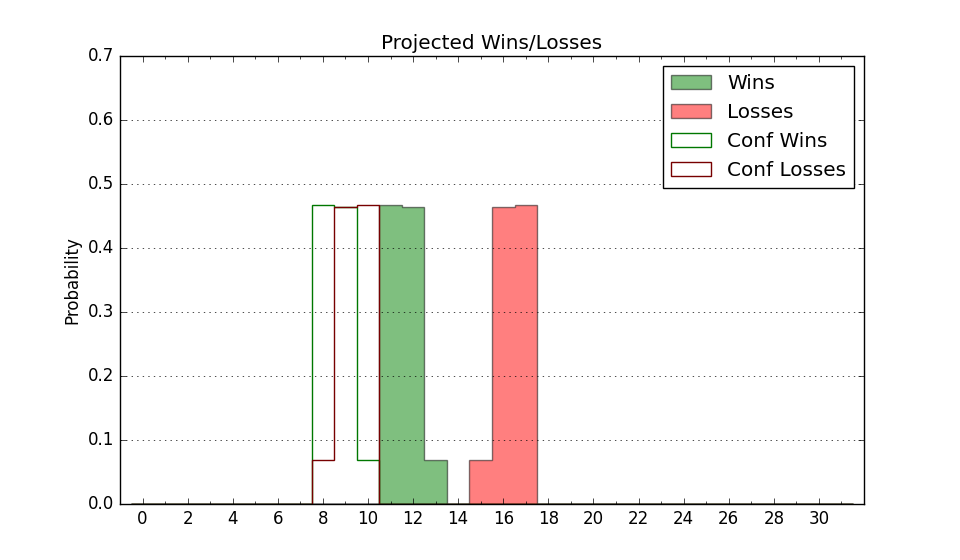 Projected Wins/Losses
0.7
0.6
0.5
0.4
0.3
0.2
0.1
0.0
Probability
Wins
Losses
Conf Wins
Conf Losses
0 2 4 6 8 10 12 14 16 18 20 22 24 26 28 30